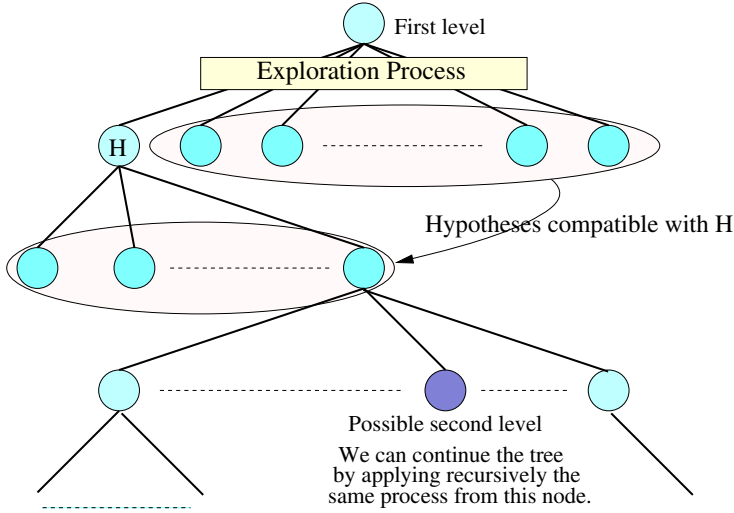 First level
Exploration Process
H
Hypotheses compatible with H
Possible second level
We can continue the tree
by applying recursively the
same process from this node.